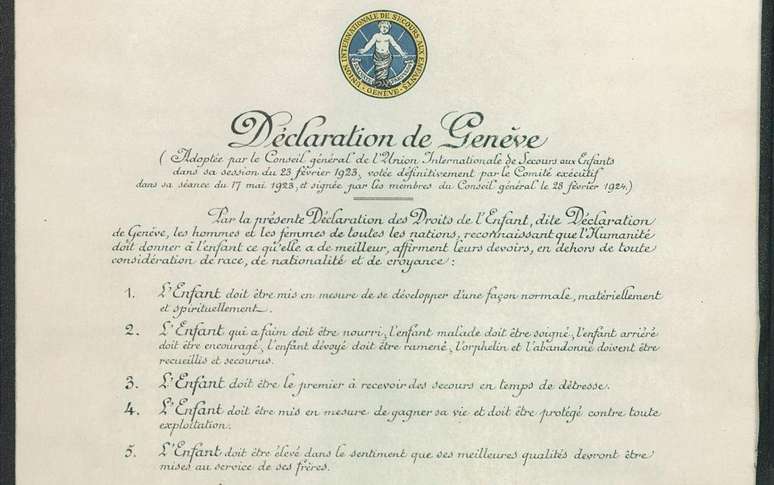 UNION INTERNATIONALE DE SECOURS AUX ENFANTS
GENÈVE
Déclaration de Genève
(Adoptée par le Conseil général de l'Union Internationale de Secours aux Enfants
dans sa session du 23 février 1923, votée définitivement par le Comité exécutif
dans sa séance du 17 mai 1923, et signée par les membres du Conseil général le 28 février 1924.)
Par la présente Déclaration des Droits de l'Enfant, dite Déclaration
de Genève, les hommes et les femmes de toutes les nations, reconnaissant que l'Humanité
doit donner à l'enfant ce qu'elle a de meilleur, affirment leurs devoirs, en dehors de toute
considération de race, de nationalité et de croyance :
1. L'Enfant doit être mis en mesure de se développer d'une façon normale, matériellement
et spirituellement.
2. L'Enfant qui a faim doit être nourri, l'enfant malade doit être soigné, l'enfant arriéré
doit être encouragé, l'enfant dévoyé doit être ramené, l'orphelin et l'abandonné doivent être
recueillis et secourus.
3. L'Enfant doit être le premier à recevoir des secours en temps de détresse.
4. L'Enfant doit être mis en mesure de gagner sa vie et doit être protégé contre toute
exploitation.
5. L'Enfant doit être élevé dans le sentiment que ses meilleures qualités devront être
mises au service de ses frères.